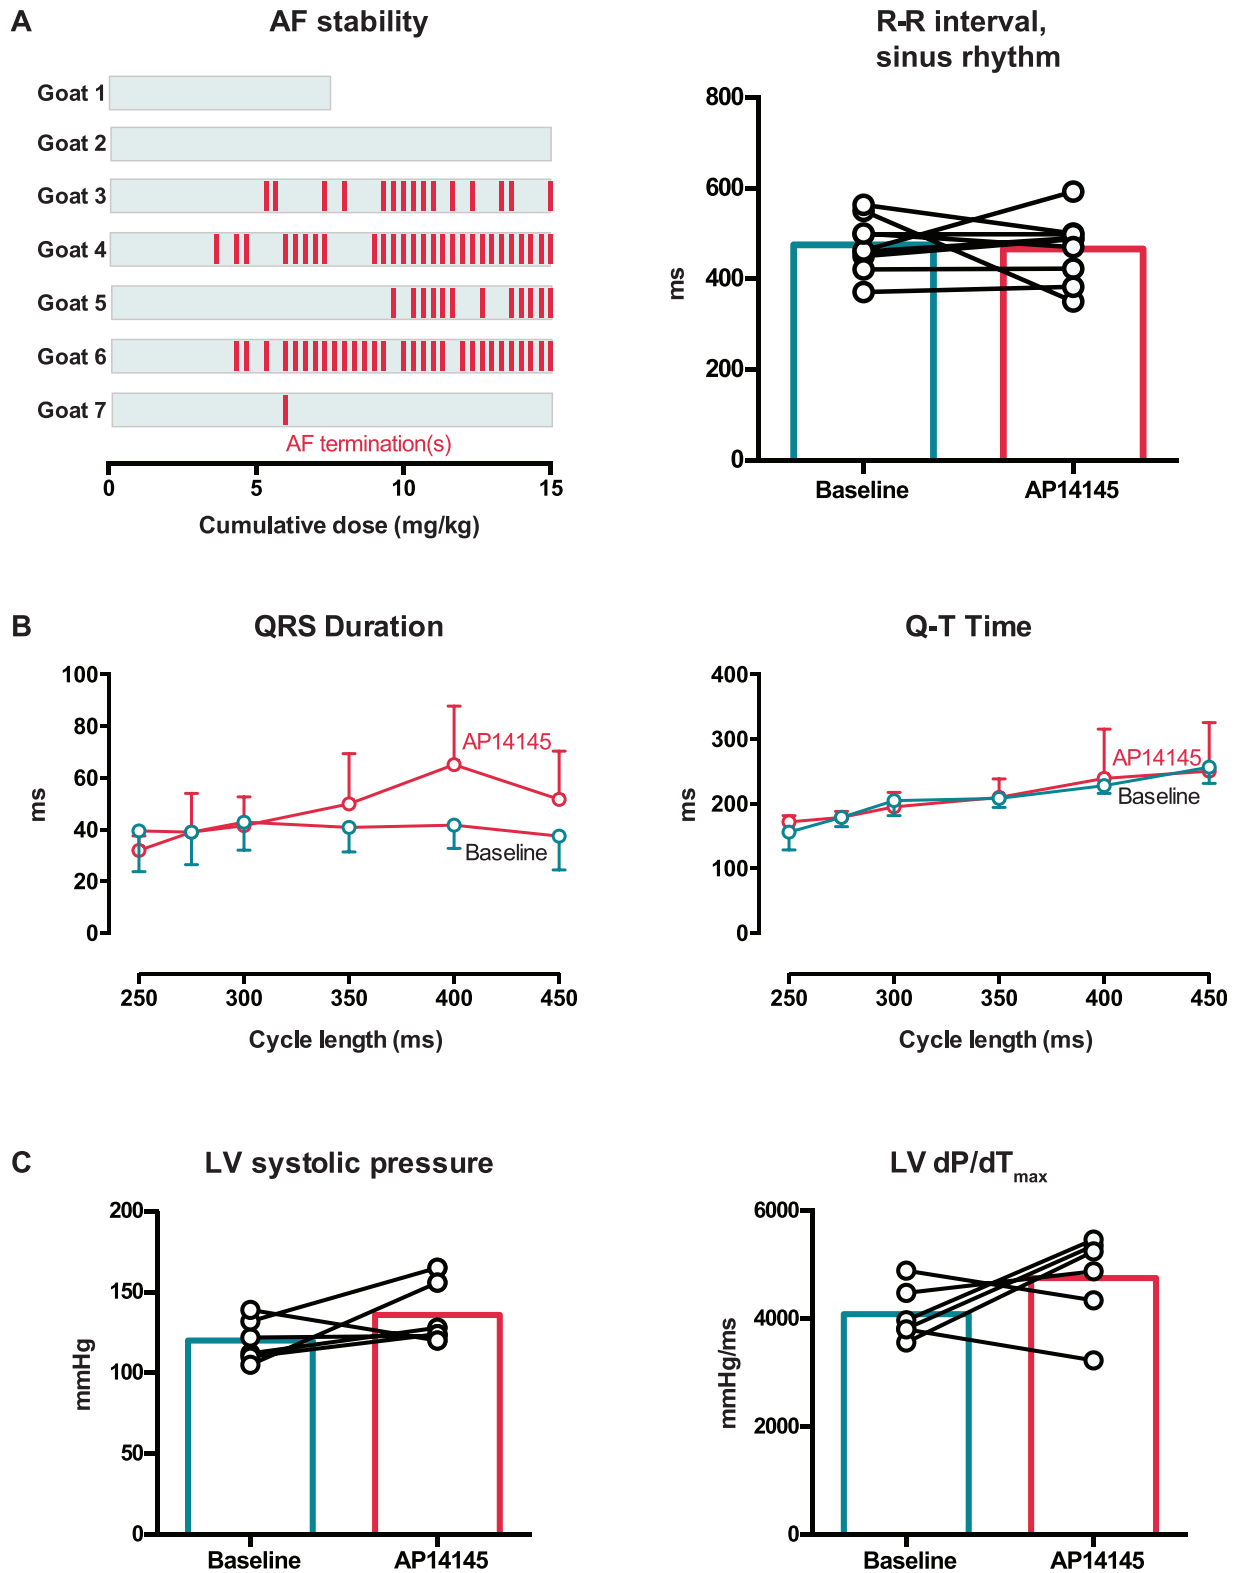 A
AF stability
Goat 1
Goat 2
Goat 3
Goat 4
Goat 5
Goat 6
Goat 7
AF termination(s)
0 5 10 15
Cumulative dose (mg/kg)
R-R interval,
sinus rhythm
800
600
400
200
0
ms
Baseline AP14145
B
QRS Duration
100
80
60
40
20
0
ms
AP14145
Baseline
250 300 350 400 450
Cycle length (ms)
Q-T Time
400
300
200
100
0
ms
AP14145
Baseline
250 300 350 400 450
Cycle length (ms)
C
LV systolic pressure
200
150
100
50
0
mmHg
Baseline AP14145
LV dP/dTmax
6000
4000
2000
0
mmHg/ms
Baseline AP14145